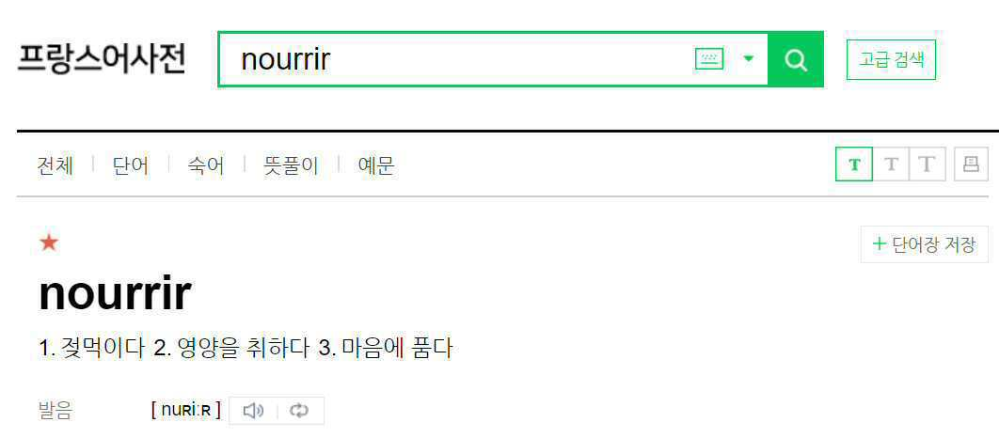 프랑스어사전 nourrir 고급 검색
전체 단어 숙어 뜻풀이 예문 T T T
+ 단어장 저장
nourrir
1. 젖먹이다 2. 영양을 취하다 3. 마음에 품다
발음 [ nuʀiːʀ ]